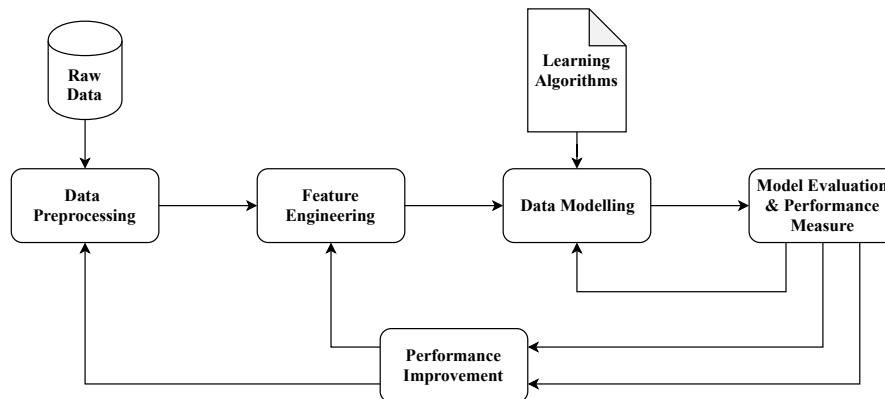 Raw
Data
Learning
Algorithms
Data
Preprocessing
Feature
Engineering
Data Modelling
Model Evaluation
& Performance
Measure
Performance
Improvement